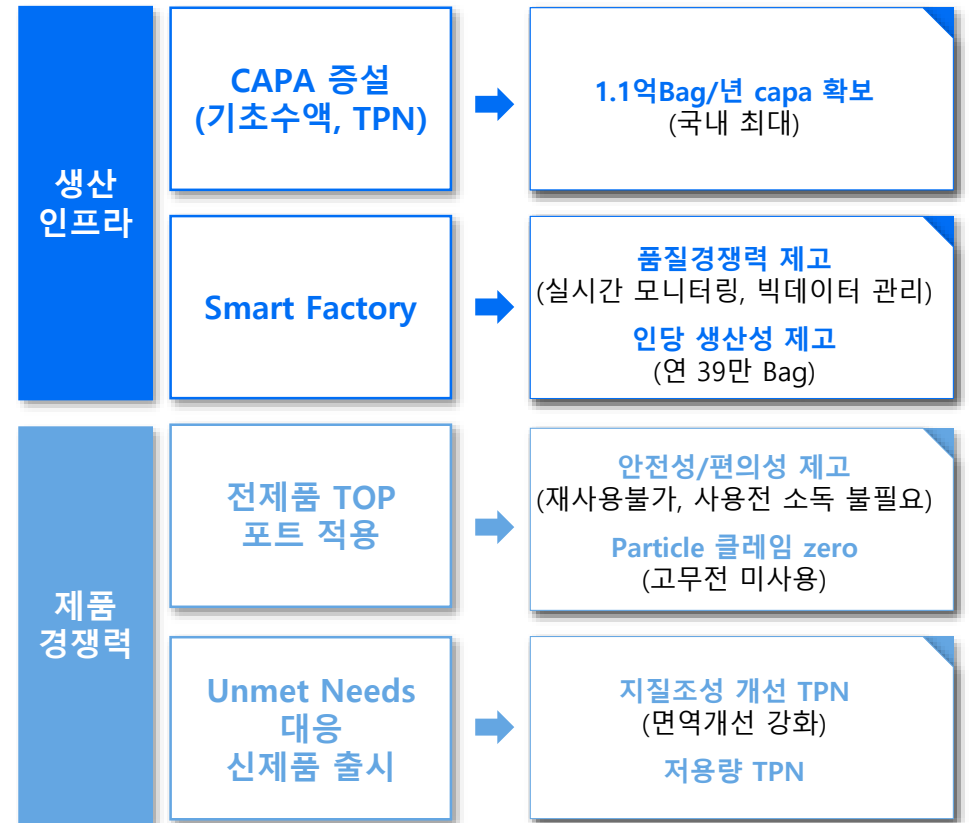 생산
인프라
CAPA 증설
(기초수액, TPN)
1.1억Bag/년 capa 확보
(국내 최대)
Smart Factory
품질경쟁력 제고
(실시간 모니터링, 빅데이터 관리)
인당 생산성 제고
(연 39만 Bag)
제품
경쟁력
전제품 TOP
포트 적용
안전성/편의성 제고
(재사용불가, 사용전 소독 불필요)
Particle 클레임 zero
(고무전 미사용)
Unmet Needs
대응
신제품 출시
지질조성 개선 TPN
(면역개선 강화)
저용량 TPN